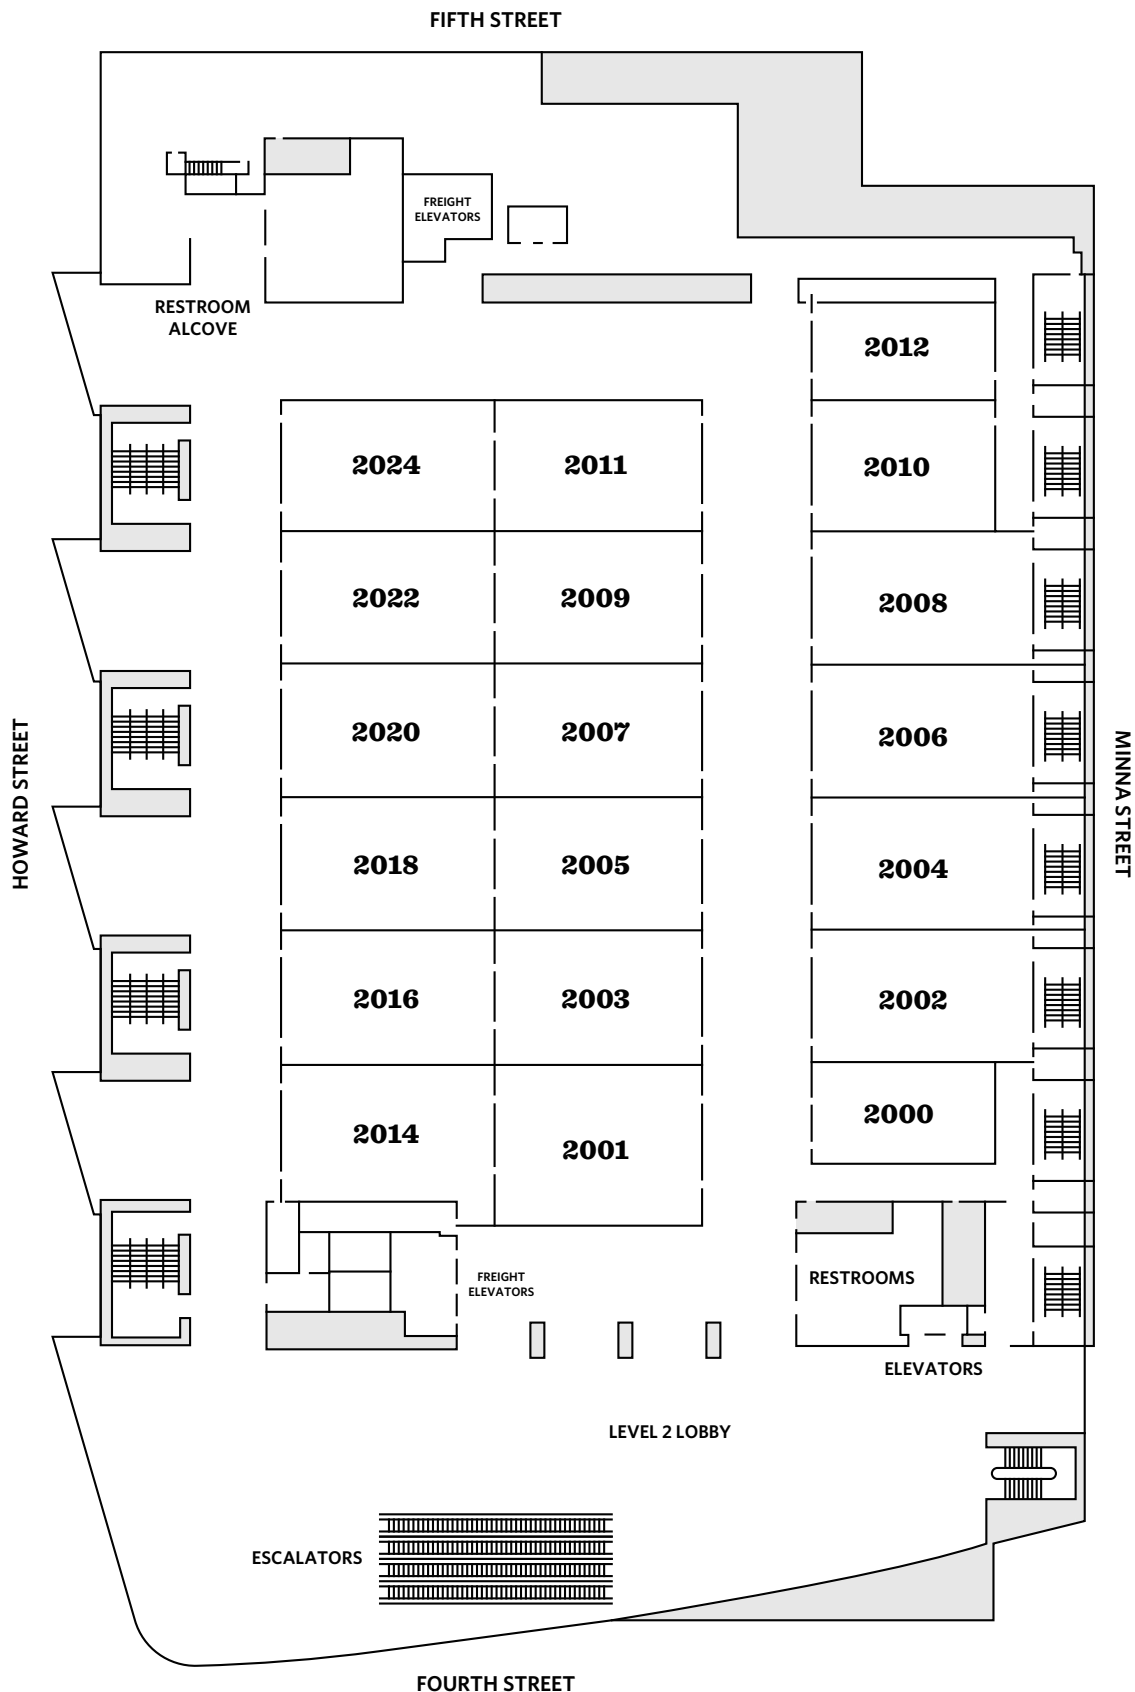 FIFTH STREET
FREIGHT
ELEVATORS
RESTROOM
ALCOVE
2012
2024
2011
2010
2022
2009
2008
HOWARD STREET
2020
2007
2006
MINNA STREET
2018
2005
2004
2016
2003
2002
2014
2001
2000
FREIGHT
ELEVATORS
RESTROOMS
ELEVATORS
LEVEL 2 LOBBY
ESCALATORS
FOURTH STREET